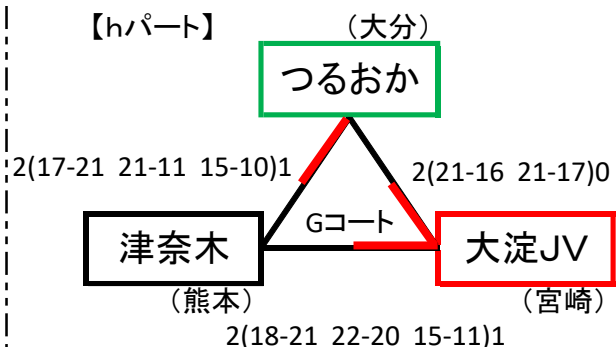 【hパート】
(大分)
つるおか
2(17-21 21-11 15-10)1
2(21-16 21-17)0
Gコート
津奈木
大淀JV
(熊本)
(宮崎)
2(18-21 22-20 15-11)1